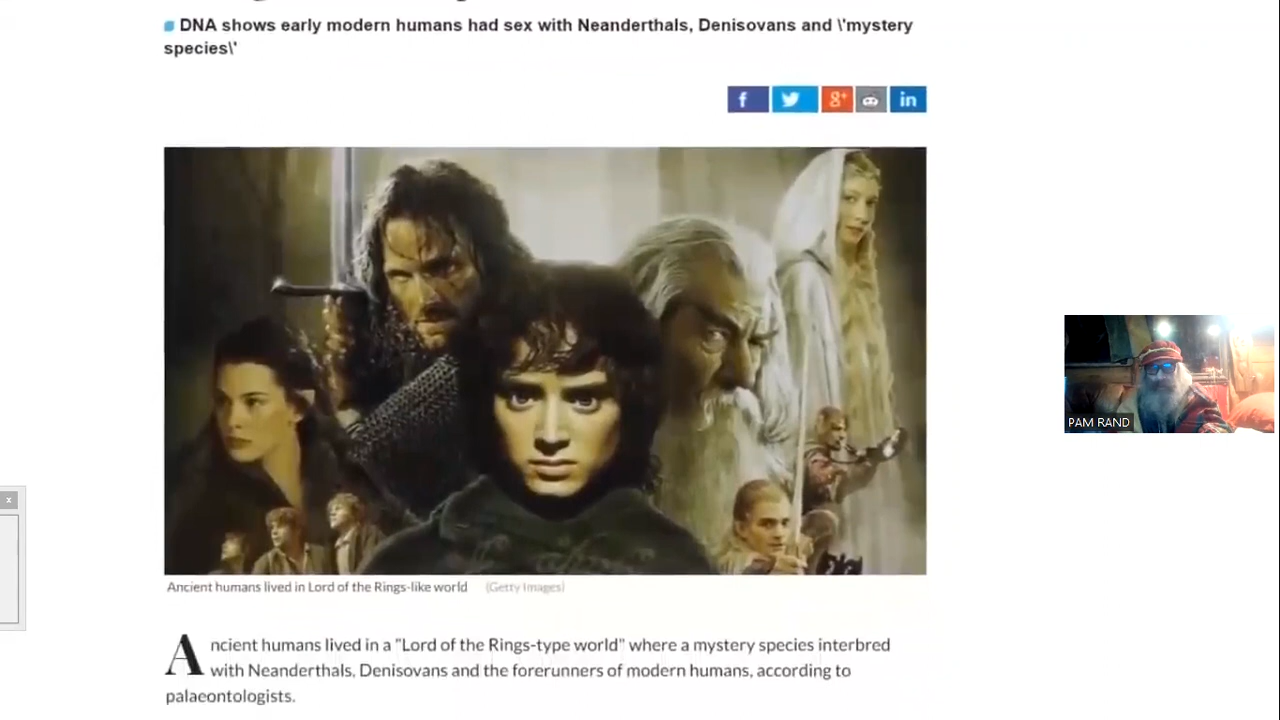 DNA shows early modern humans had sex with Neanderthals, Denisovans and \'mystery
species\'
f
8+
in
PAM RAND
x
Ancient humans lived in Lord of the Rings-like world (Getty Images)
Ancient humans lived in a "Lord of the Rings-type world" where a mystery species interbred
with Neanderthals, Denisovans and the forerunners of modern humans, according to
palaeontologists.